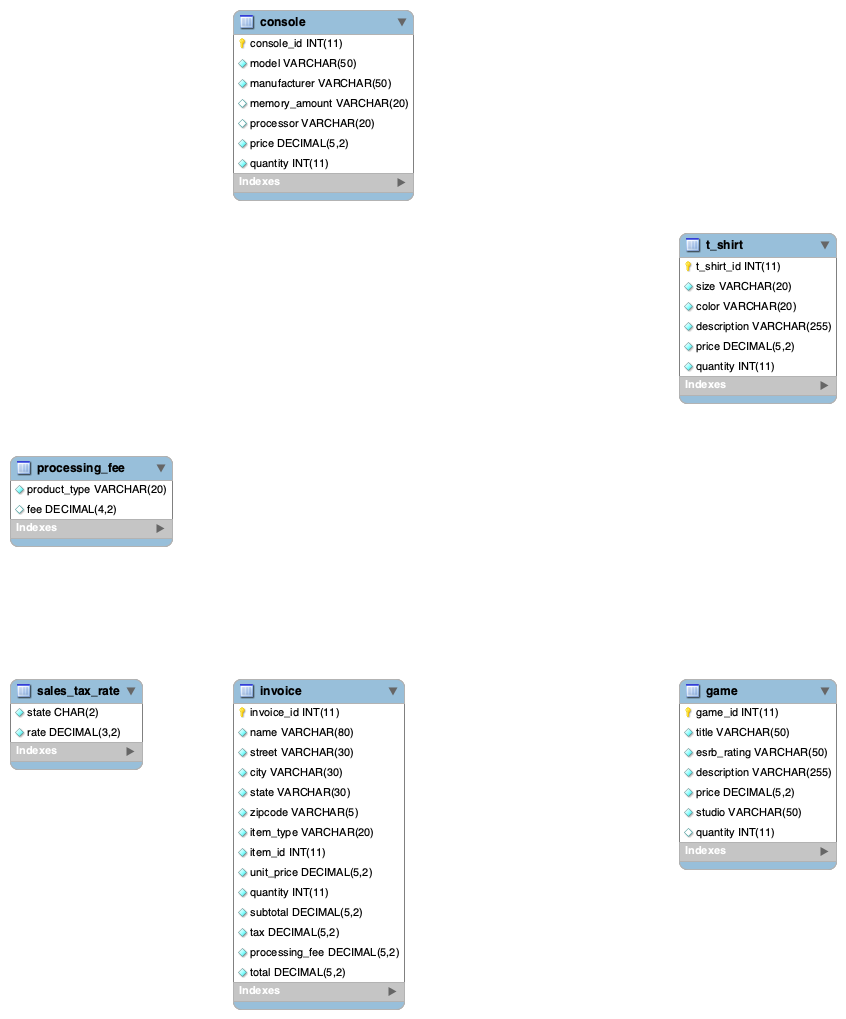 console
console_id INT(11)
model VARCHAR(50)
manufacturer VARCHAR(50)
memory_amount VARCHAR(20)
processor VARCHAR(20)
price DECIMAL(5,2)
quantity INT(11)
Indexes
t_shirt
t_shirt_id INT(11)
size VARCHAR(20)
color VARCHAR(20)
description VARCHAR(255)
price DECIMAL(5,2)
quantity INT(11)
Indexes
processing_fee
product_type VARCHAR(20)
fee DECIMAL(4,2)
Indexes
sales_tax_rate
state CHAR(2)
rate DECIMAL(3,2)
Indexes
invoice
invoice_id INT(11)
name VARCHAR(80)
street VARCHAR(30)
city VARCHAR(30)
state VARCHAR(30)
zipcode VARCHAR(5)
item_type VARCHAR(20)
item_id INT(11)
unit_price DECIMAL(5,2)
quantity INT(11)
subtotal DECIMAL(5,2)
tax DECIMAL(5,2)
processing_fee DECIMAL(5,2)
total DECIMAL(5,2)
Indexes
game
game_id INT(11)
title VARCHAR(50)
esrb_rating VARCHAR(50)
description VARCHAR(255)
price DECIMAL(5,2)
studio VARCHAR(50)
quantity INT(11)
Indexes